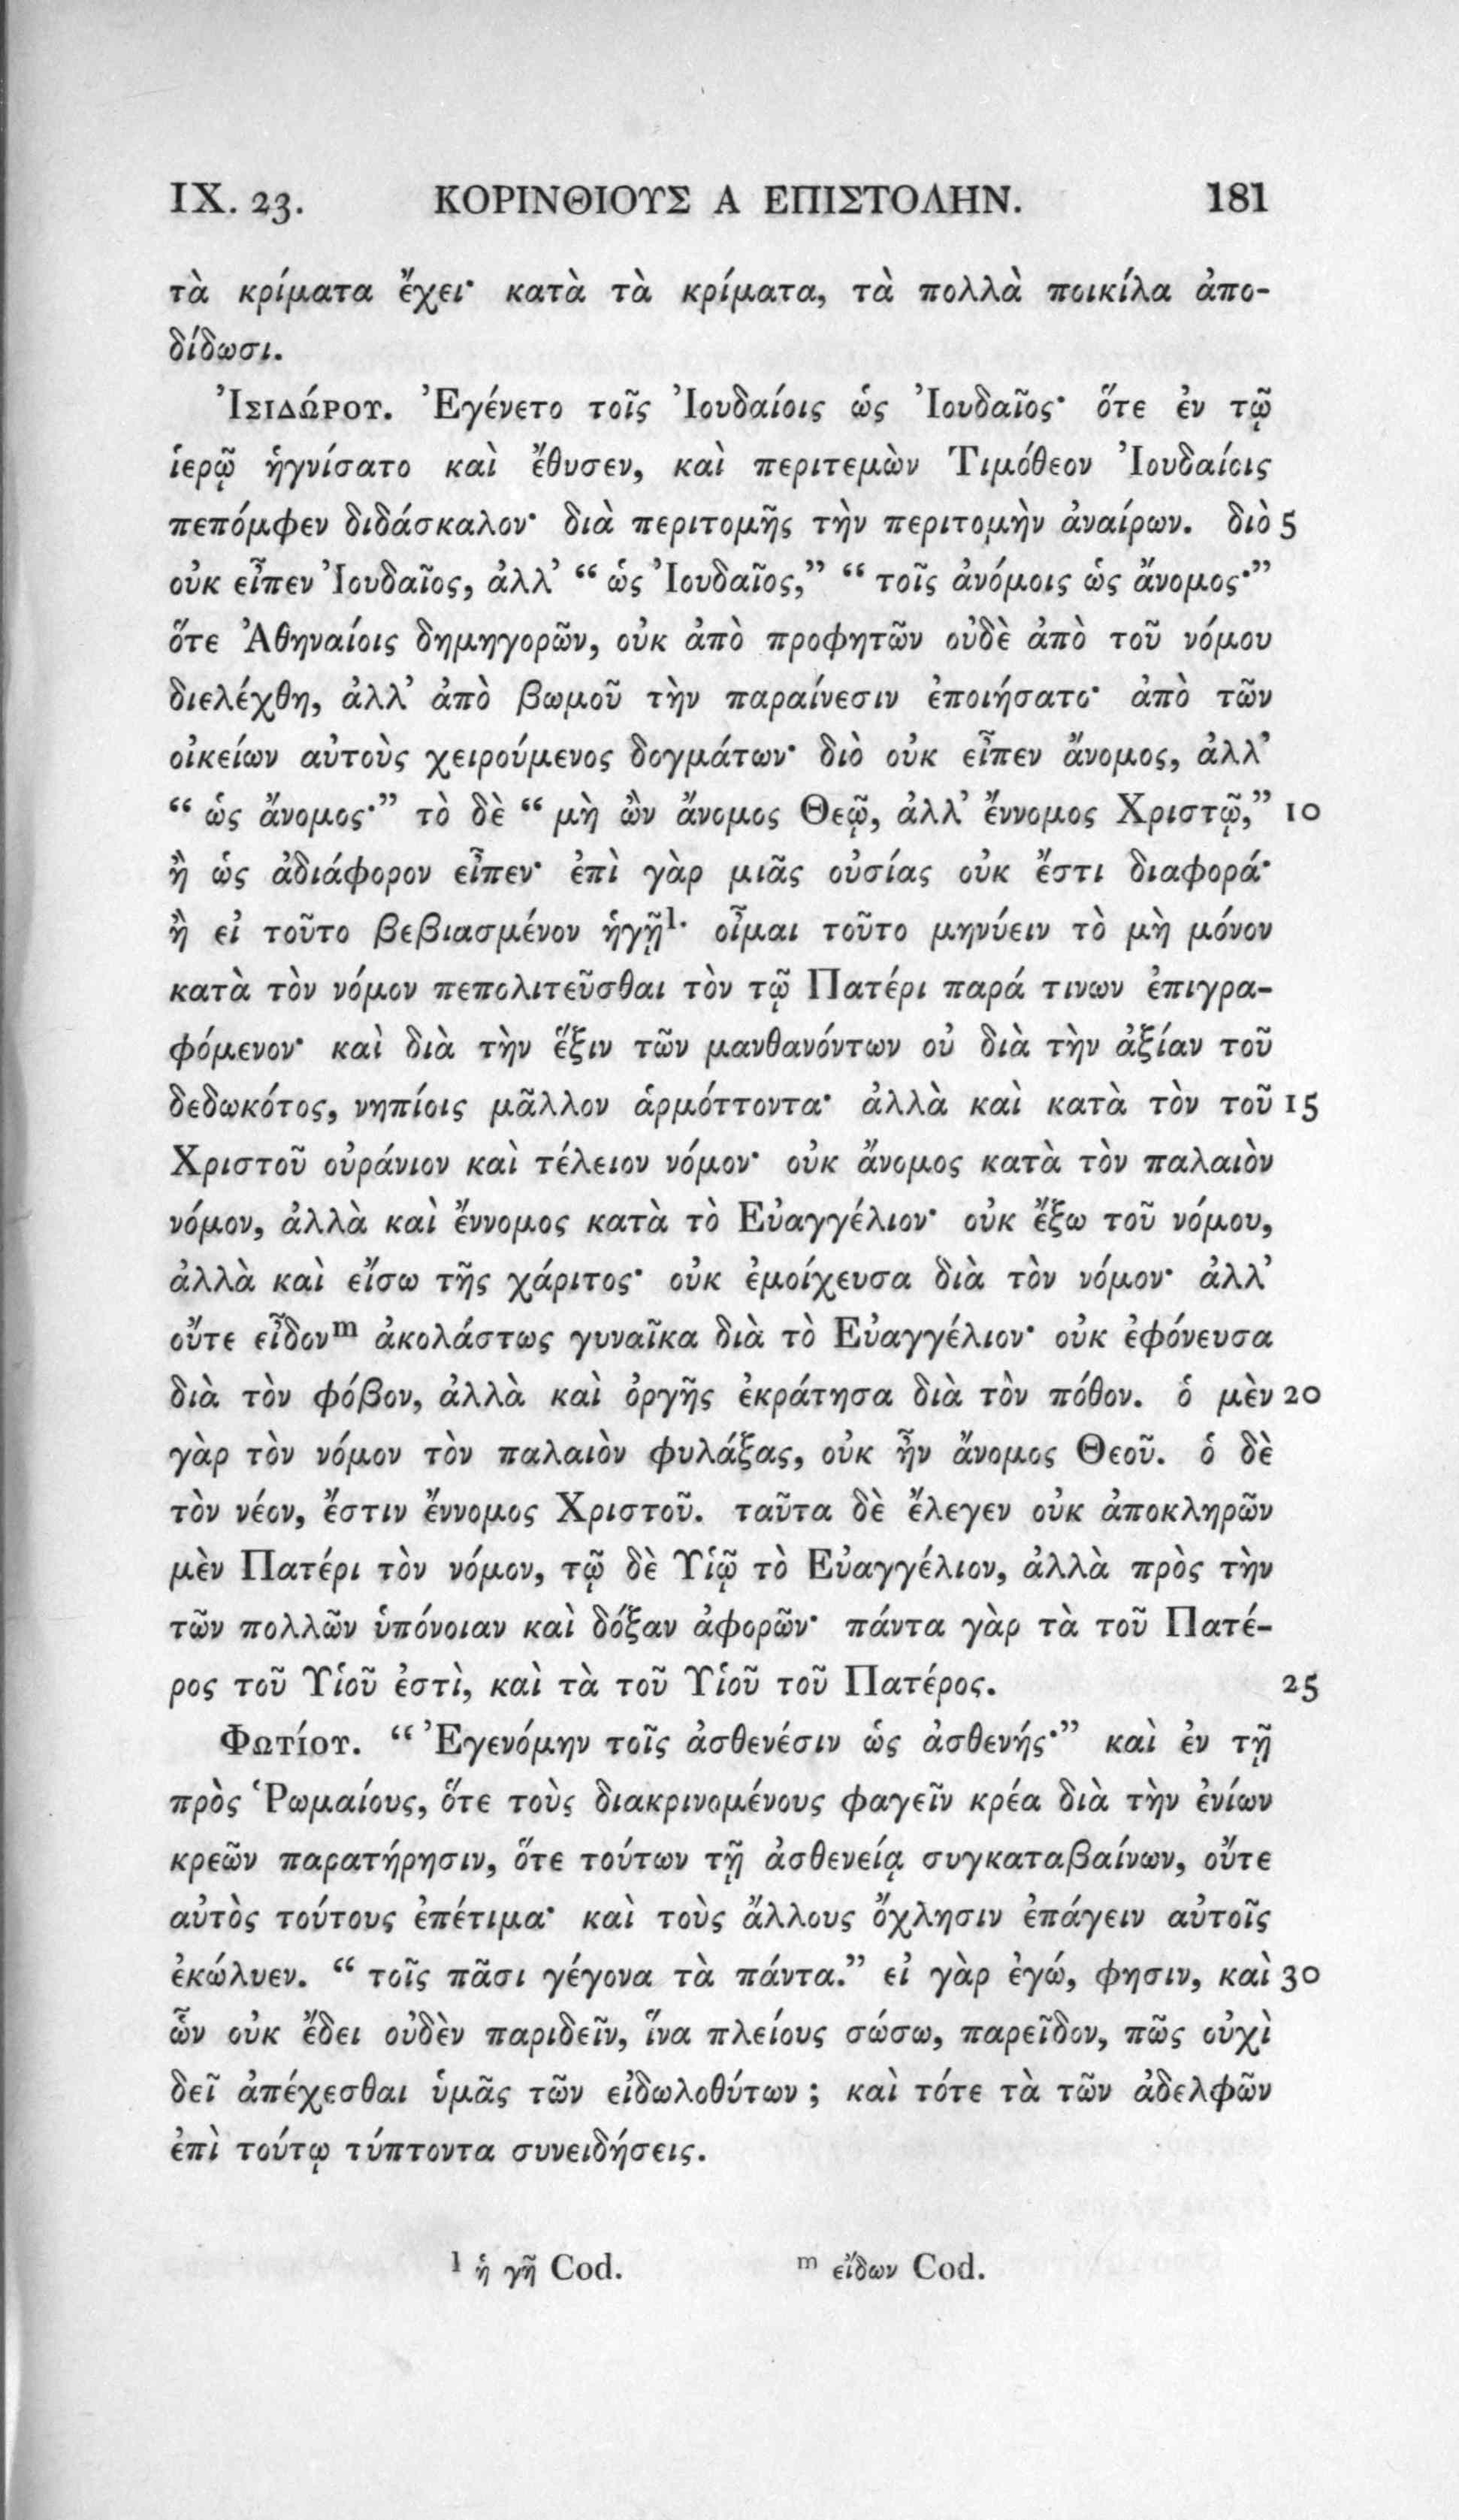 IX. 23. ΚΟΡΙΝΘΙΟΥΣ Α ΕΠΙΣΤΟΛΗΝ. 181
τὰ κρίματα ἔχει· κατὰ τὰ κρίματα, τὰ πολλὰ ποικίλα ἀπο-
δίδωσι.
Ἰσιδώρου. Ἐγένετο τοῖς Ἰουδαίοις ὡς Ἰουδαῖος· ὅτε ἐν τῷ
ἱερῷ ἡγνίσατο καὶ ἔθυσεν, καὶ περιτεμὼν Τιμόθεον Ἰουδαίοις
πεπόμφεν διδάσκαλον· διὰ περιτομῆς τὴν περιτομὴν ἀναίρων. διὸ 5
οὐκ εἶπεν Ἰουδαῖος, ἀλλ’ “ ὡς Ἰουδαῖος,” “ τοῖς ἀνόμοις ὡς ἄνομος·”
ὅτε Ἀθηναίοις δημηγορῶν, οὐκ ἀπὸ προφητῶν οὐδὲ ἀπὸ τοῦ νόμου
διελέχθη, ἀλλ’ ἀπὸ βωμοῦ τὴν παραίνεσιν ἐποιήσατο· ἀπὸ τῶν
οἰκείων αὐτοὺς χειρούμενος δογμάτων· διὸ οὐκ εἶπεν ἄνομος, ἀλλ’
“ ὡς ἄνομος·” τὸ δὲ “ μὴ ὢν ἄνομος Θεῷ, ἀλλ’ ἔννομος Χριστῷ,” 10
ἢ ὡς ἀδιάφορον εἶπεν· ἐπὶ γὰρ μιᾶς οὐσίας οὐκ ἔστι διαφορά·
ἢ εἰ τοῦτο βεβιασμένον ἡγῇ¹· οἶμαι τοῦτο μηνύειν τὸ μὴ μόνον
κατὰ τὸν νόμον πεπολιτεῦσθαι τὸν τῷ Πατέρι παρά τινων ἐπιγρα-
φόμενον· καὶ διὰ τὴν ἕξιν τῶν μανθανόντων οὐ διὰ τὴν ἀξίαν τοῦ
δεδωκότος, νηπίοις μᾶλλον ἁρμόττοντα· ἀλλὰ καὶ κατὰ τὸν τοῦ 15
Χριστοῦ οὐράνιον καὶ τέλειον νόμον· οὐκ ἄνομος κατὰ τὸν παλαιὸν
νόμον, ἀλλὰ καὶ ἔννομος κατὰ τὸ Εὐαγγέλιον· οὐκ ἔξω τοῦ νόμου,
ἀλλὰ καὶ εἴσω τῆς χάριτος· οὐκ ἐμοίχευσα διὰ τὸν νόμον· ἀλλ’
οὔτε εἶδονᵐ ἀκολάστως γυναῖκα διὰ τὸ Εὐαγγέλιον· οὐκ ἐφόνευσα
διὰ τὸν φόβον, ἀλλὰ καὶ ὀργῆς ἐκράτησα διὰ τὸν πόθον. ὁ μὲν 20
γὰρ τὸν νόμον τὸν παλαιὸν φυλάξας, οὐκ ἦν ἄνομος Θεοῦ. ὁ δὲ
τὸν νέον, ἔστιν ἔννομος Χριστοῦ. ταῦτα δὲ ἔλεγεν οὐκ ἀποκληρῶν
μὲν Πατέρι τὸν νόμον, τῷ δὲ Υἱῷ τὸ Εὐαγγέλιον, ἀλλὰ πρὸς τὴν
τῶν πολλῶν ὑπόνοιαν καὶ δόξαν ἀφορῶν· πάντα γὰρ τὰ τοῦ Πατέ-
ρος τοῦ Υἱοῦ ἐστὶ, καὶ τὰ τοῦ Υἱοῦ τοῦ Πατέρος. 25
Φωτίου. “ Ἐγενόμην τοῖς ἀσθενέσιν ὡς ἀσθενής·” καὶ ἐν τῇ
πρὸς Ῥωμαίους, ὅτε τοὺς διακρινομένους φαγεῖν κρέα διὰ τὴν ἐνίων
κρεῶν παρατήρησιν, ὅτε τούτων τῇ ἀσθενείᾳ συγκαταβαίνων, οὔτε
αὐτὸς τούτους ἐπέτιμα· καὶ τοὺς ἄλλους ὄχλησιν ἐπάγειν αὐτοῖς
ἐκώλυεν. “ τοῖς πᾶσι γέγονα τὰ πάντα.” εἰ γὰρ ἐγώ, φησιν, καὶ 30
ὧν οὐκ ἔδει οὐδὲν παριδεῖν, ἵνα πλείους σώσω, παρεῖδον, πῶς οὐχὶ
δεῖ ἀπέχεσθαι ὑμᾶς τῶν εἰδωλοθύτων ; καὶ τότε τὰ τῶν ἀδελφῶν
ἐπὶ τούτῳ τύπτοντα συνειδήσεις.
l ἡ γῇ Cod. m εἴδων Cod.